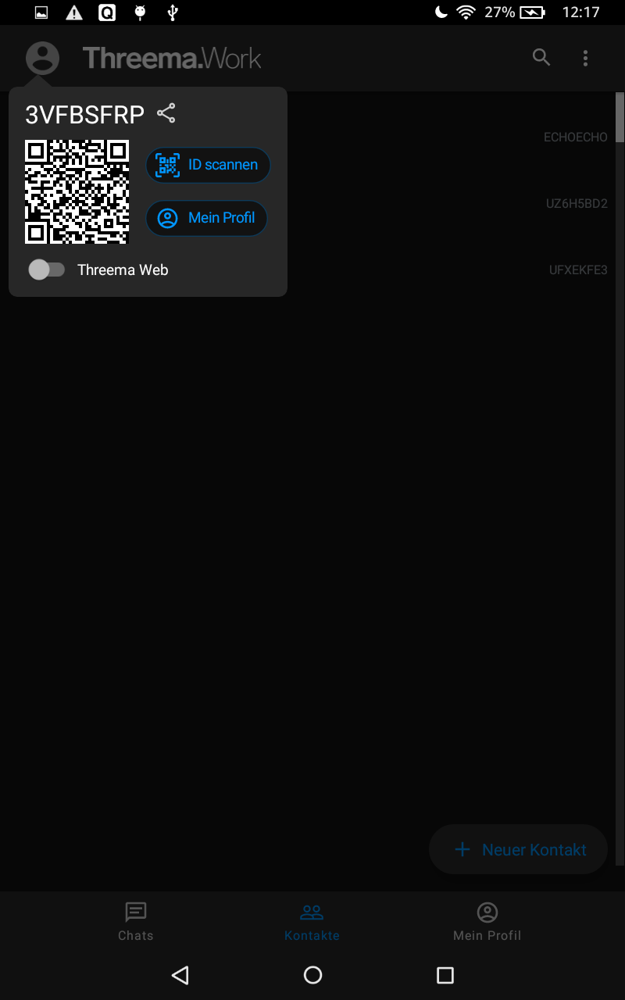 27% 12:17
Threema.Work
3VFBSFRP
ECHOECHO
ID scannen
UZ6H5BD2
Mein Profil
Threema Web
UFXEKFE3
Neuer Kontakt
Chats Kontakte Mein Profil